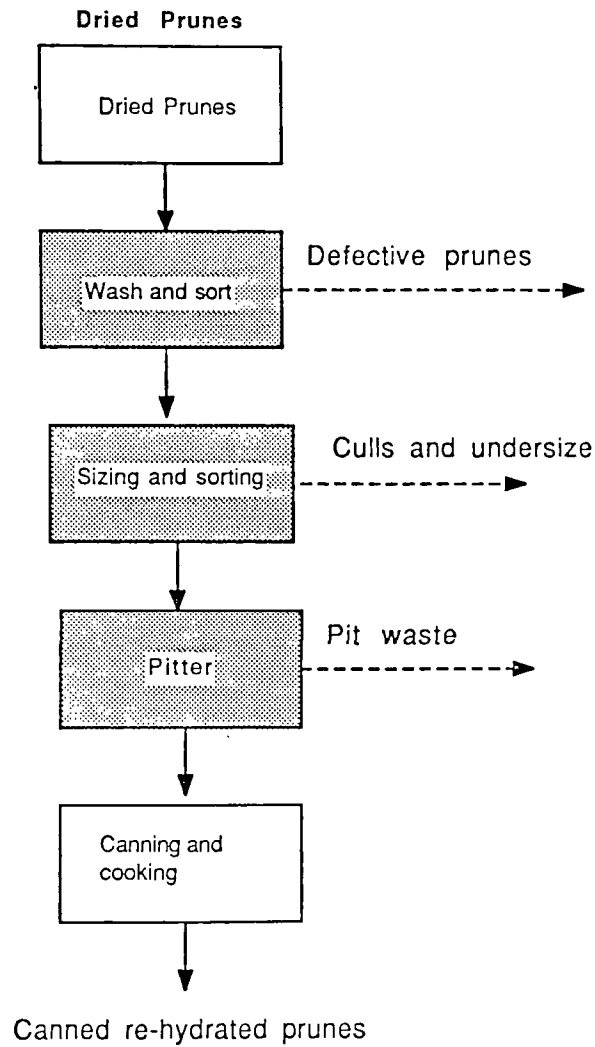 Dried Prunes
Dried Prunes
Defective prunes
Wash and sort
Culls and undersize
Sizing and sorting
Pit waste
Pitter
Canning and
cooking
Canned re-hydrated prunes